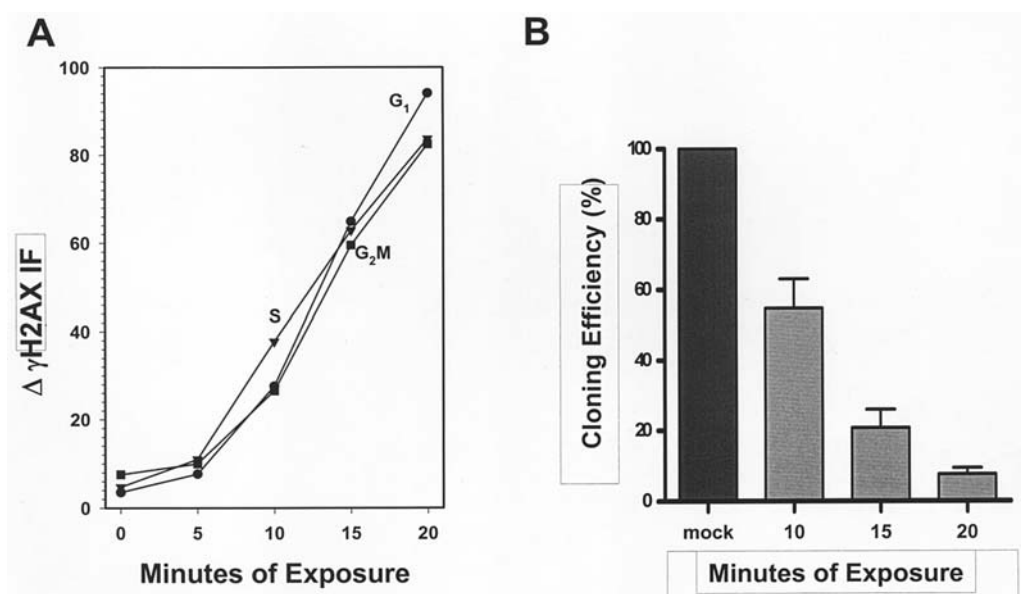 A
100
80
60
40
20
0
Δ γH2AX IF
G1
S
G2M
0 5 10 15 20
Minutes of Exposure
B
100
80
60
40
20
0
Cloning Efficiency (%)
mock 10 15 20
Minutes of Exposure